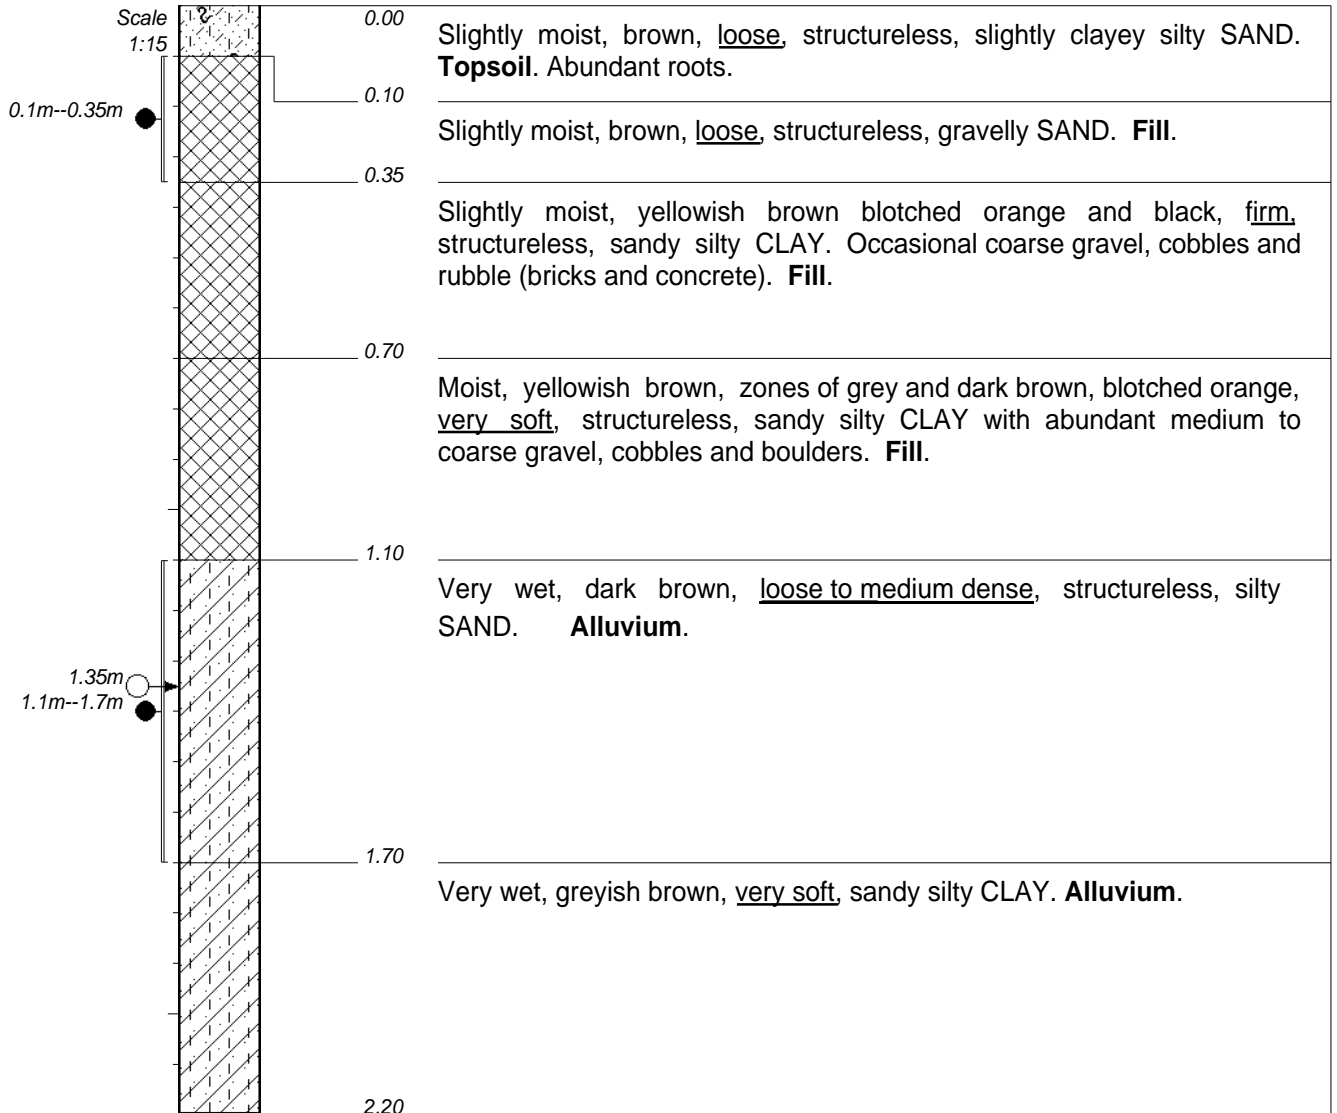 Scale
1:15
0.00
Slightly moist, brown, loose, structureless, slightly clayey silty SAND.
Topsoil. Abundant roots.
0.10
0.1m--0.35m
Slightly moist, brown, loose, structureless, gravelly SAND. Fill.
0.35
Slightly moist, yellowish brown blotched orange and black, firm,
structureless, sandy silty CLAY. Occasional coarse gravel, cobbles and
rubble (bricks and concrete). Fill.
0.70
Moist, yellowish brown, zones of grey and dark brown, blotched orange,
very soft, structureless, sandy silty CLAY with abundant medium to
coarse gravel, cobbles and boulders. Fill.
1.10
Very wet, dark brown, loose to medium dense, structureless, silty
SAND. Alluvium.
1.35m
1.1m--1.7m
1.70
Very wet, greyish brown, very soft, sandy silty CLAY. Alluvium.
2.20